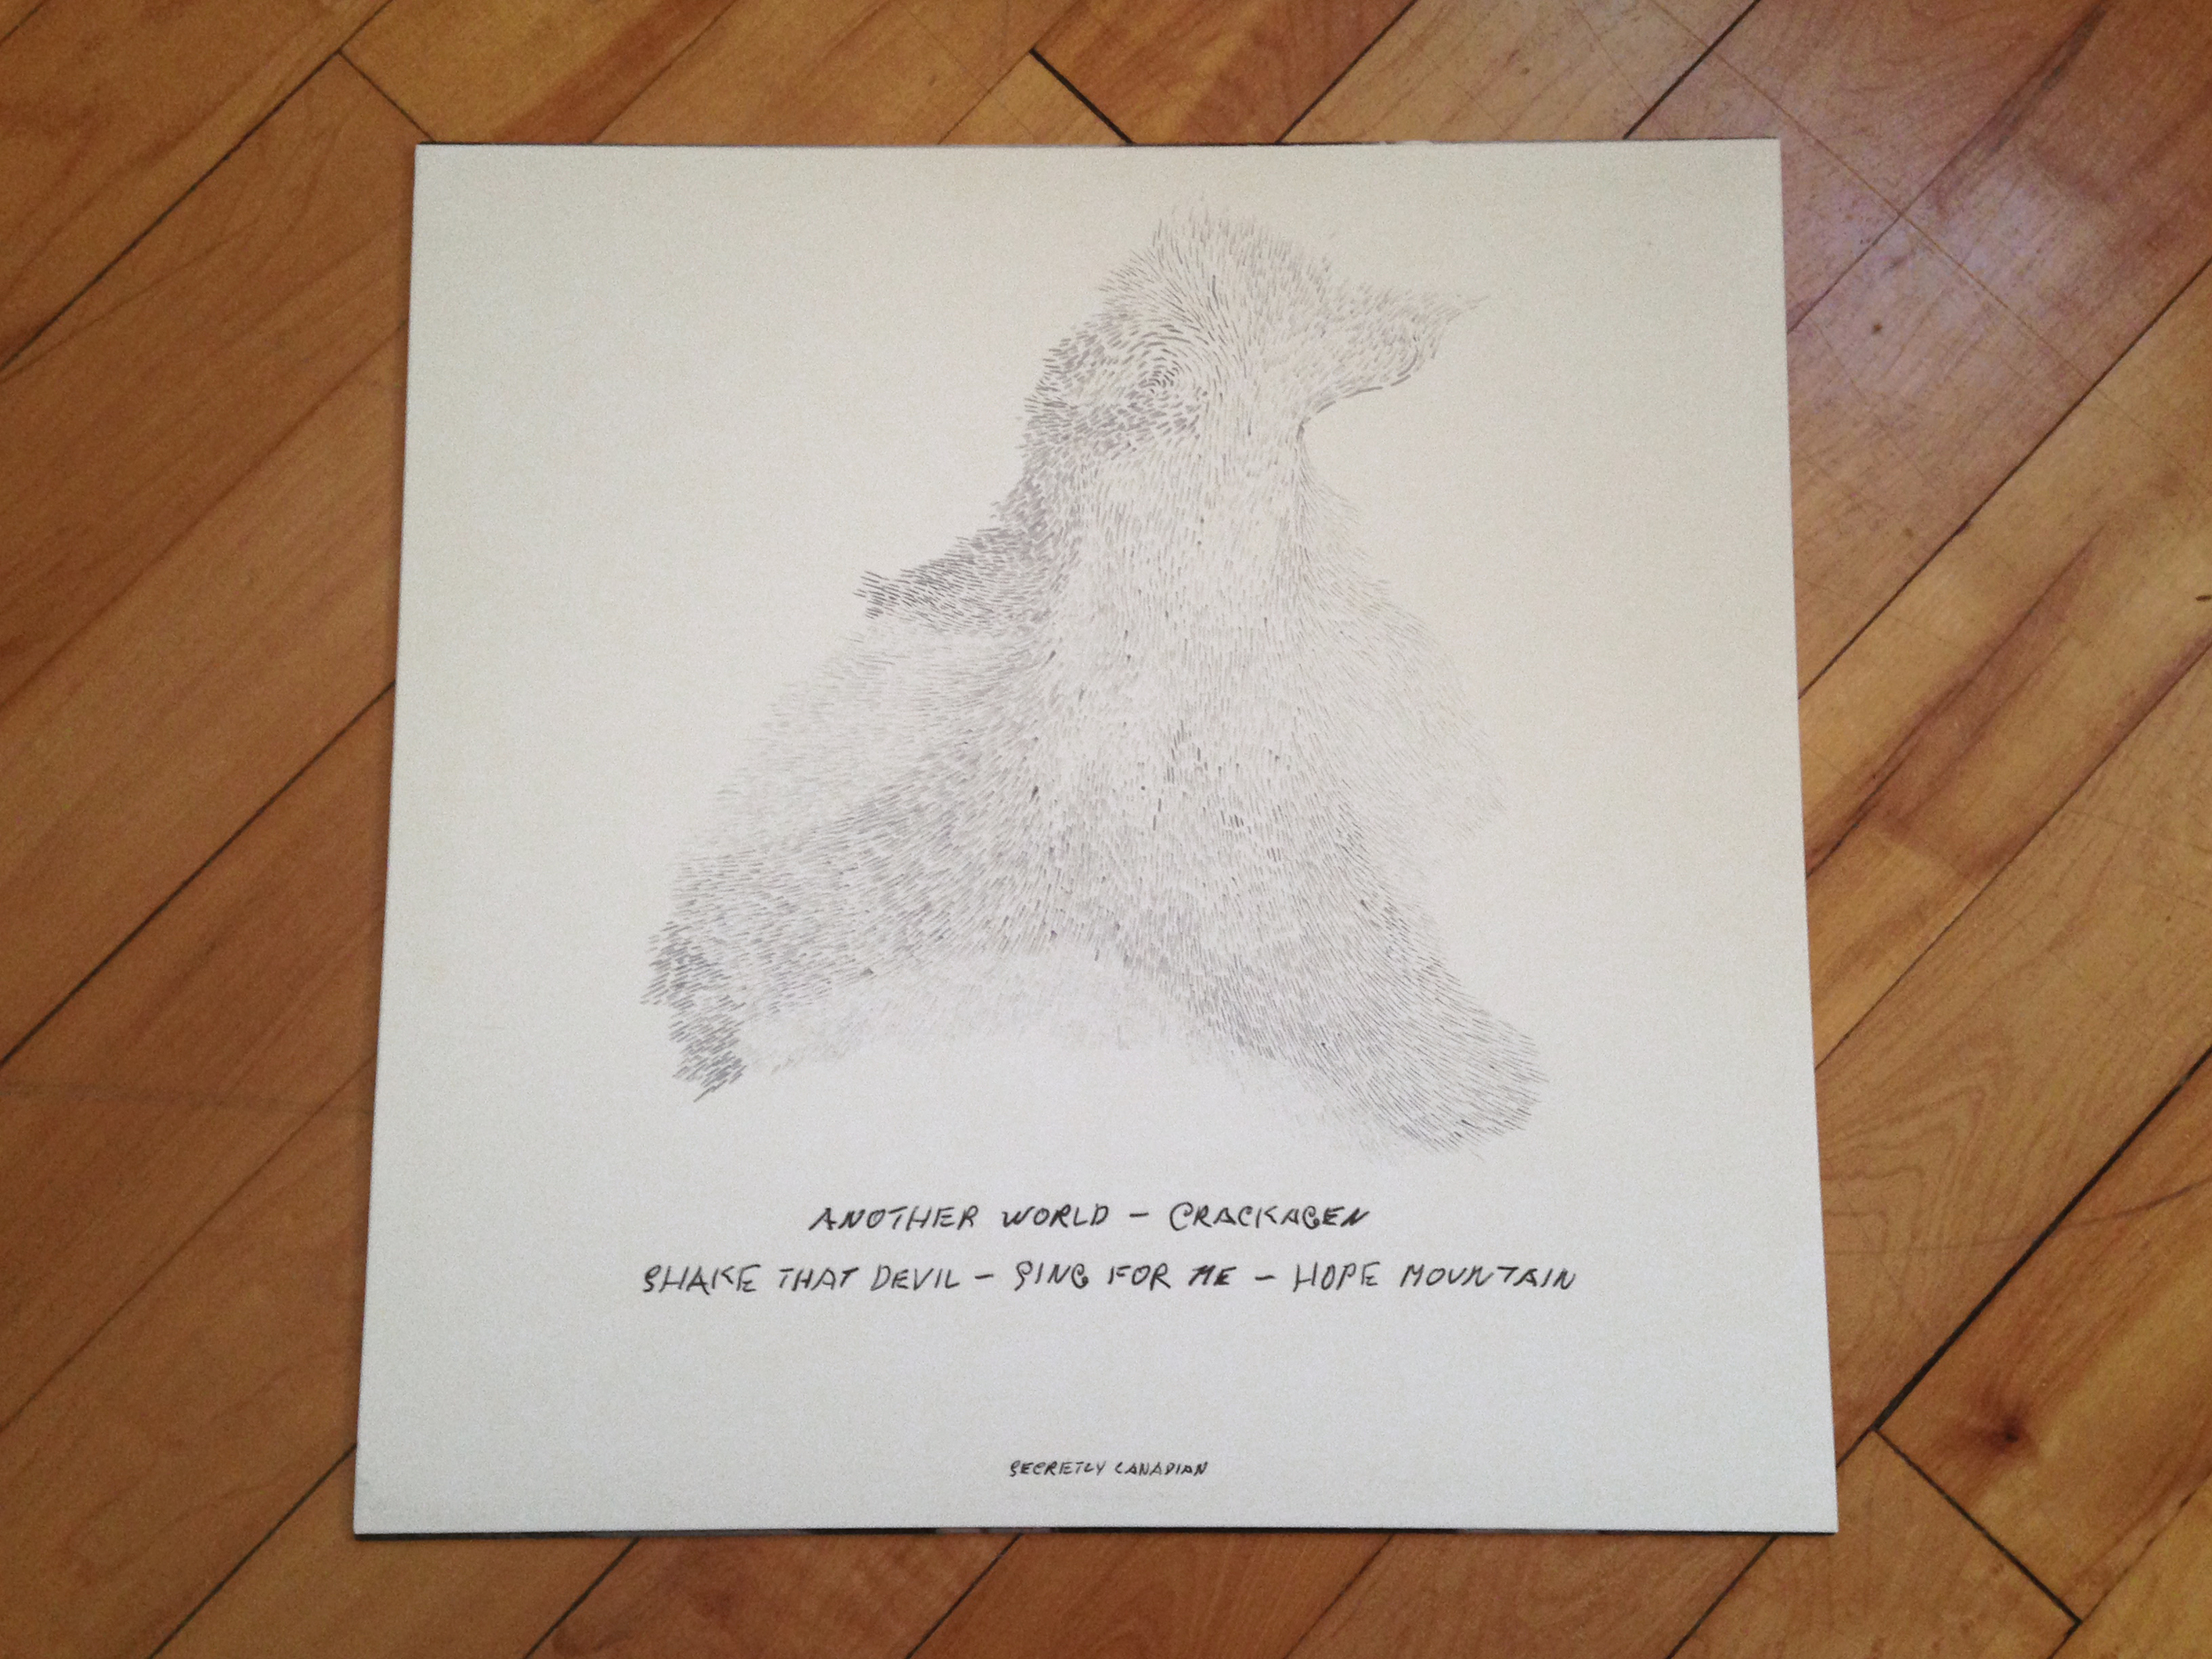 ANOTHER WORLD – CRACKAGEN
SHAKE THAT DEVIL – SING FOR ME – HOPE MOUNTAIN
SECRETLY CANADIAN